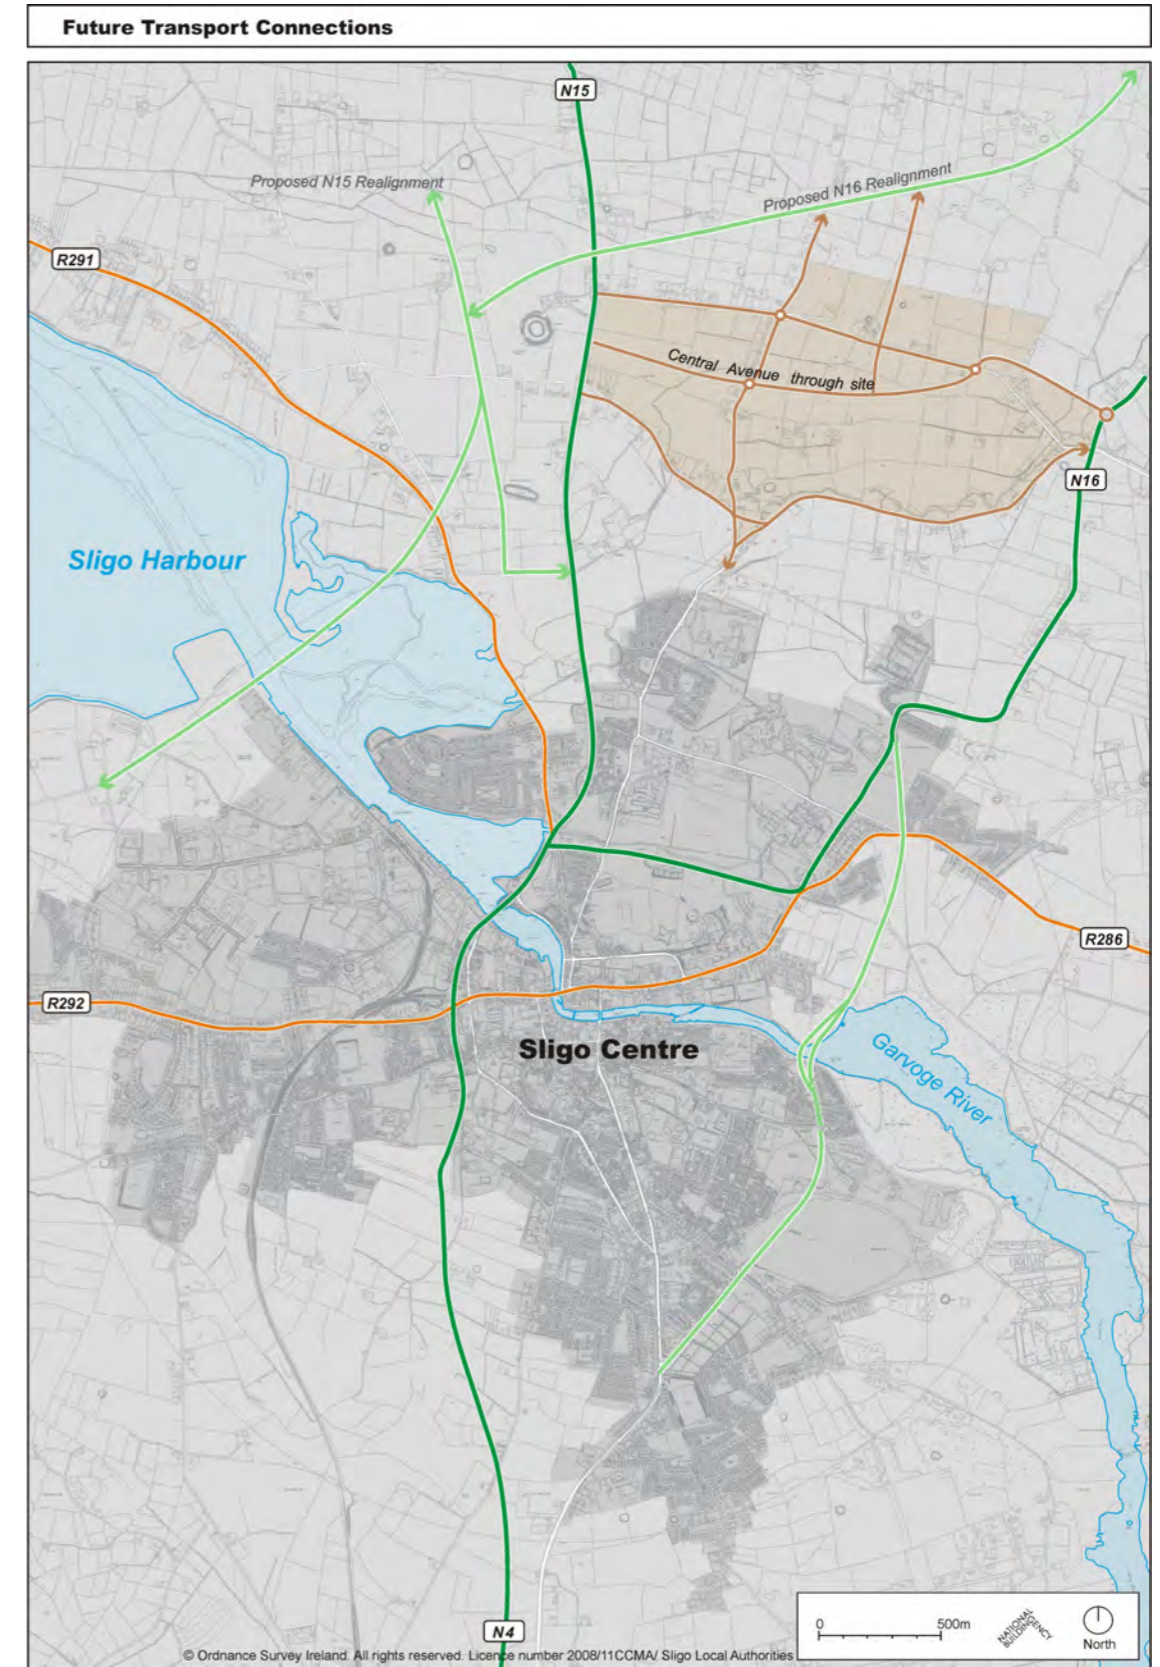 Future Transport Connections
N15
Proposed N15 Realignment
Proposed N16 Realignment
R291
Central Avenue through site
N16
Sligo Harbour
R286
R292
Sligo Centre
Garvoge River
N4
0 500m
NATIONAL
BUILDING AGENCY
North
© Ordnance Survey Ireland. All rights reserved. Licence number 2008/11CCMA/ Sligo Local Authorities